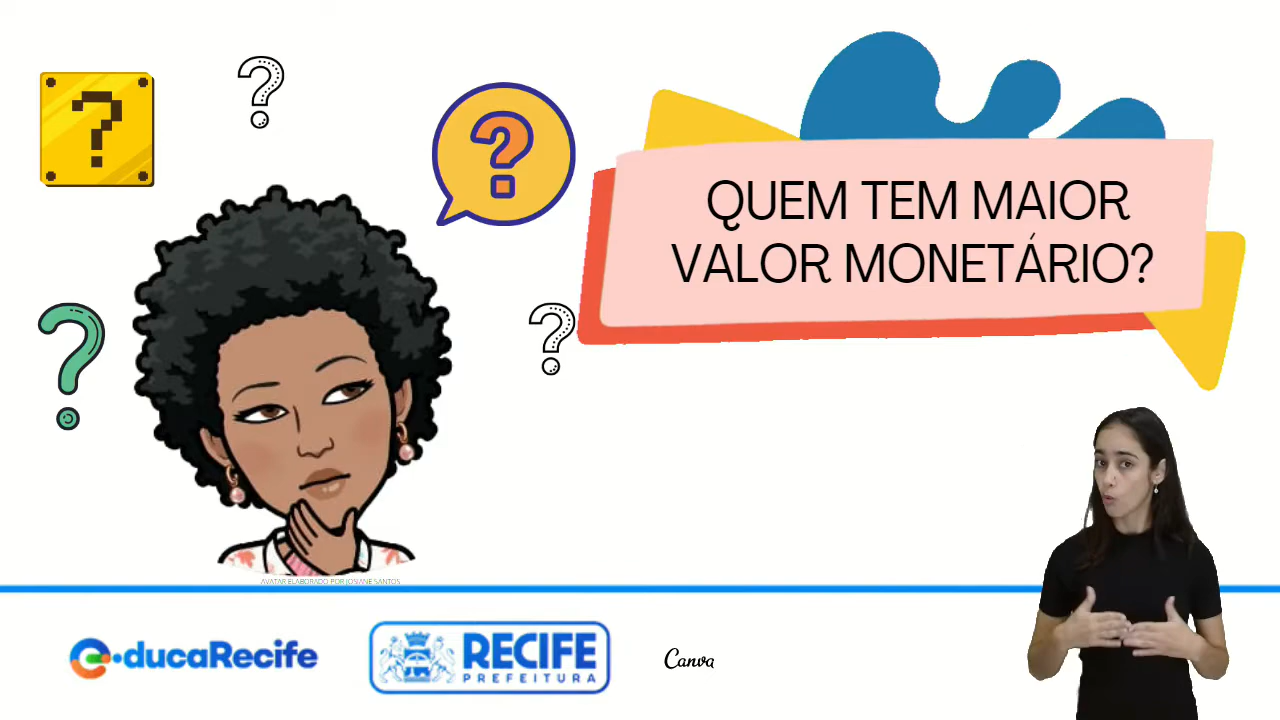 QUEM TEM MAIOR
VALOR MONETÁRIO?
AVATAR ELABORADO POR JOSIANE SANTOS
educaRecife
RECIFE
PREFEITURA
Canva